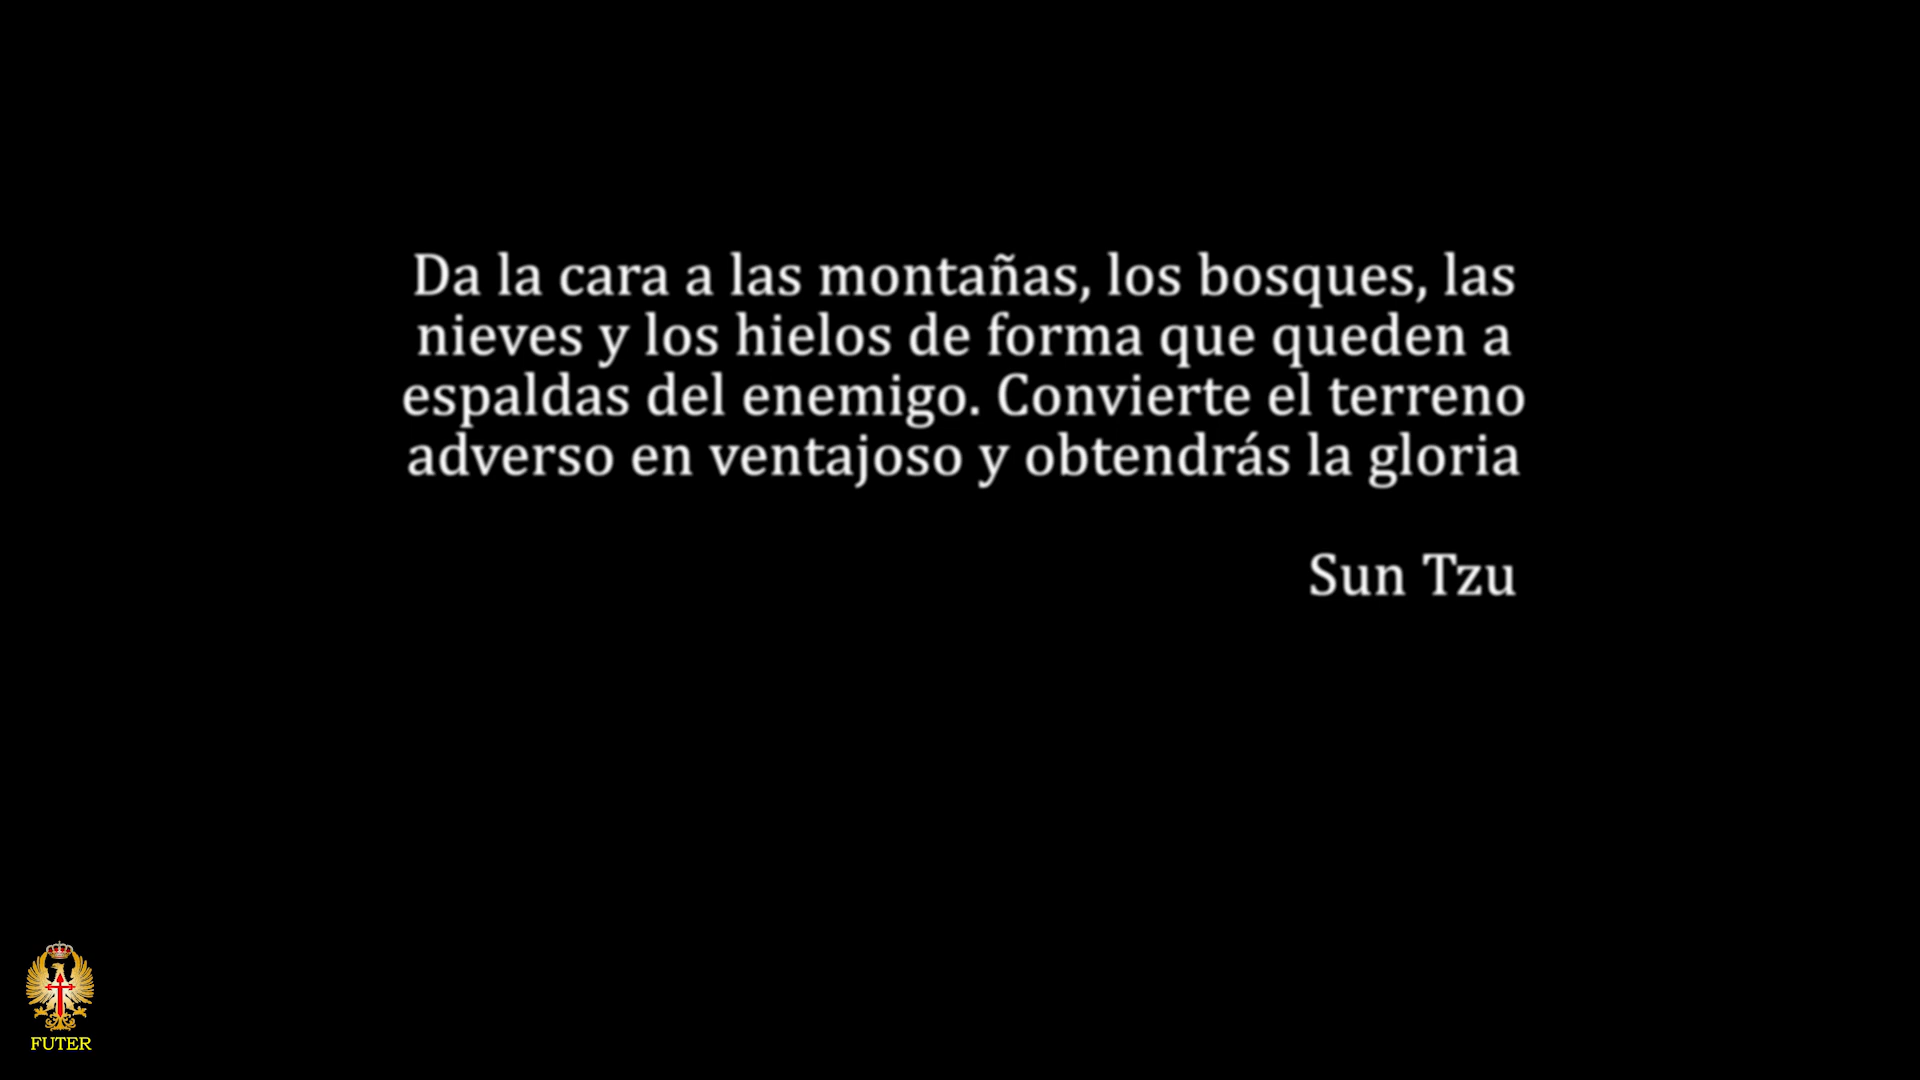 Da la cara a las montañas, los bosques, las
nieves y los hielos de forma que queden a
espaldas del enemigo. Convierte el terreno
adverso en ventajoso y obtendrás la gloria
Sun Tzu
FUTER